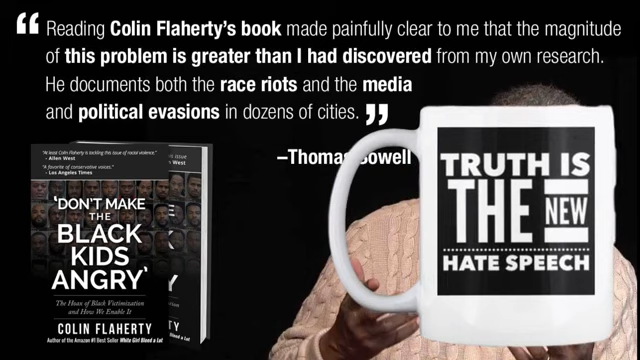 “ Reading Colin Flaherty’s book made painfully clear to me that the magnitude
of this problem is greater than I had discovered from my own research.
He documents both the race riots and the media
and political evasions in dozens of cities. ”
–Thomas Sowell
"At least Colin Flaherty is tackling this issue of racial violence."
- Allen West
"A favorite of conservative voices."
- Los Angeles Times
‘DON’T MAKE
THE
BLACK
KIDS
ANGRY’
The Hoax of Black Victimization
and How We Enable It
COLIN FLAHERTY
Author of the Amazon #1 Best Seller White Girl Bleed a Lot
TRUTH IS
THE NEW
HATE SPEECH